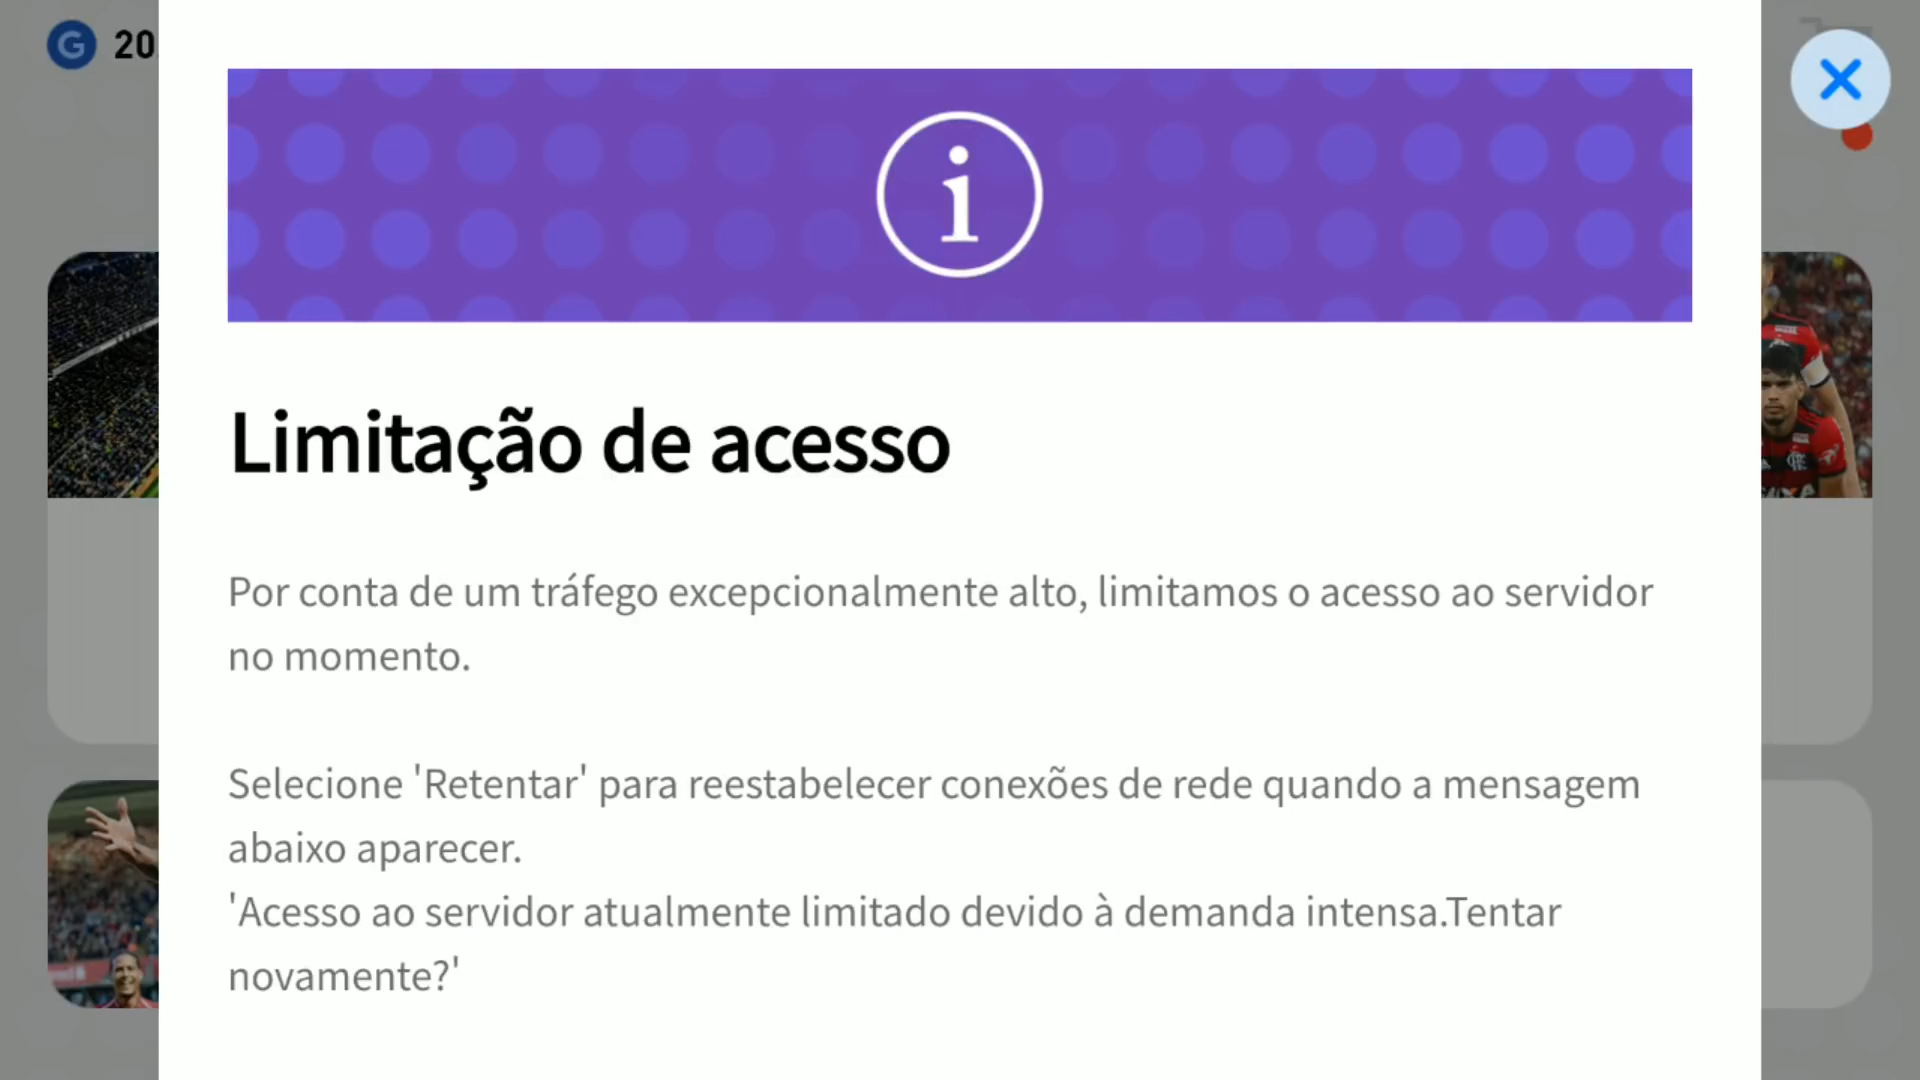 G 20
i
Limitação de acesso
Por conta de um tráfego excepcionalmente alto, limitamos o acesso ao servidor
no momento.
Selecione 'Retentar' para reestabelecer conexões de rede quando a mensagem
abaixo aparecer.
'Acesso ao servidor atualmente limitado devido à demanda intensa.Tentar
novamente?'